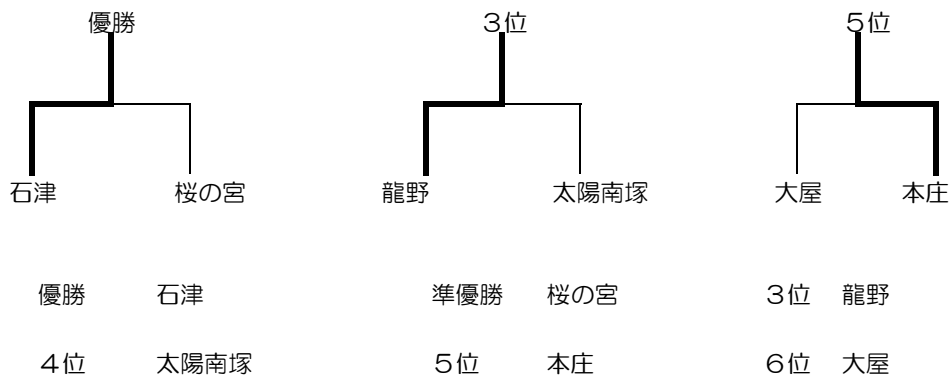 優勝 3位 5位
石津 桜の宮 龍野 太陽南塚 大屋 本庄
優勝 石津 準優勝 桜の宮 3位 龍野
4位 太陽南塚 5位 本庄 6位 大屋